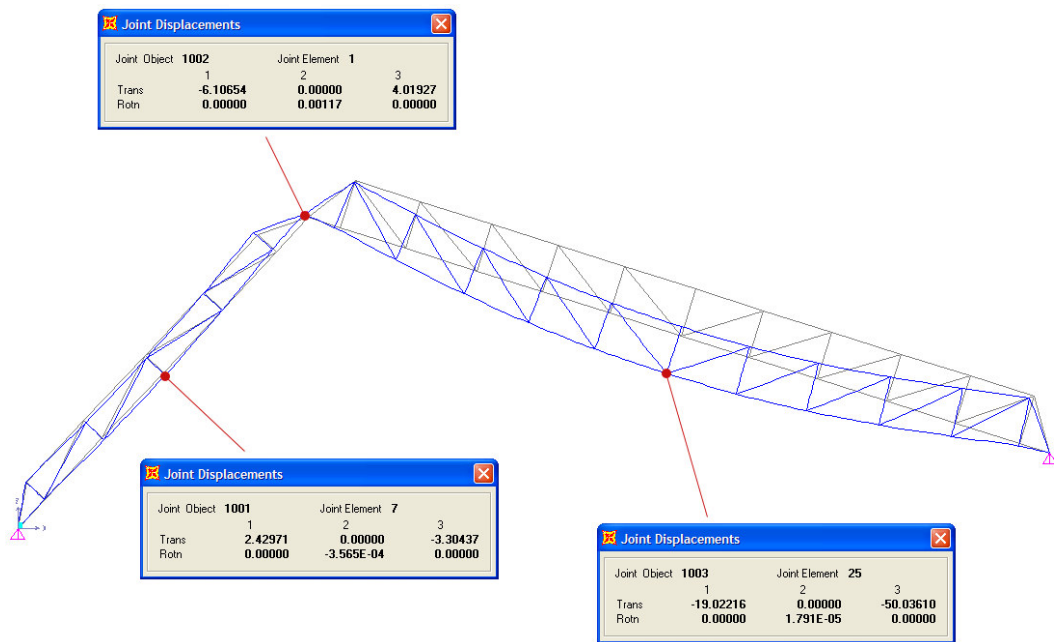 Joint Displacements
Joint Object 1002 Joint Element 1
1 2 3
Trans -6.10654 0.00000 4.01927
Rotn 0.00000 0.00117 0.00000
Joint Displacements
Joint Object 1001 Joint Element 7
1 2 3
Trans 2.42971 0.00000 -3.30437
Rotn 0.00000 -3.565E-04 0.00000
Joint Displacements
Joint Object 1003 Joint Element 25
1 2 3
Trans -19.02216 0.00000 -50.03610
Rotn 0.00000 1.791E-05 0.00000